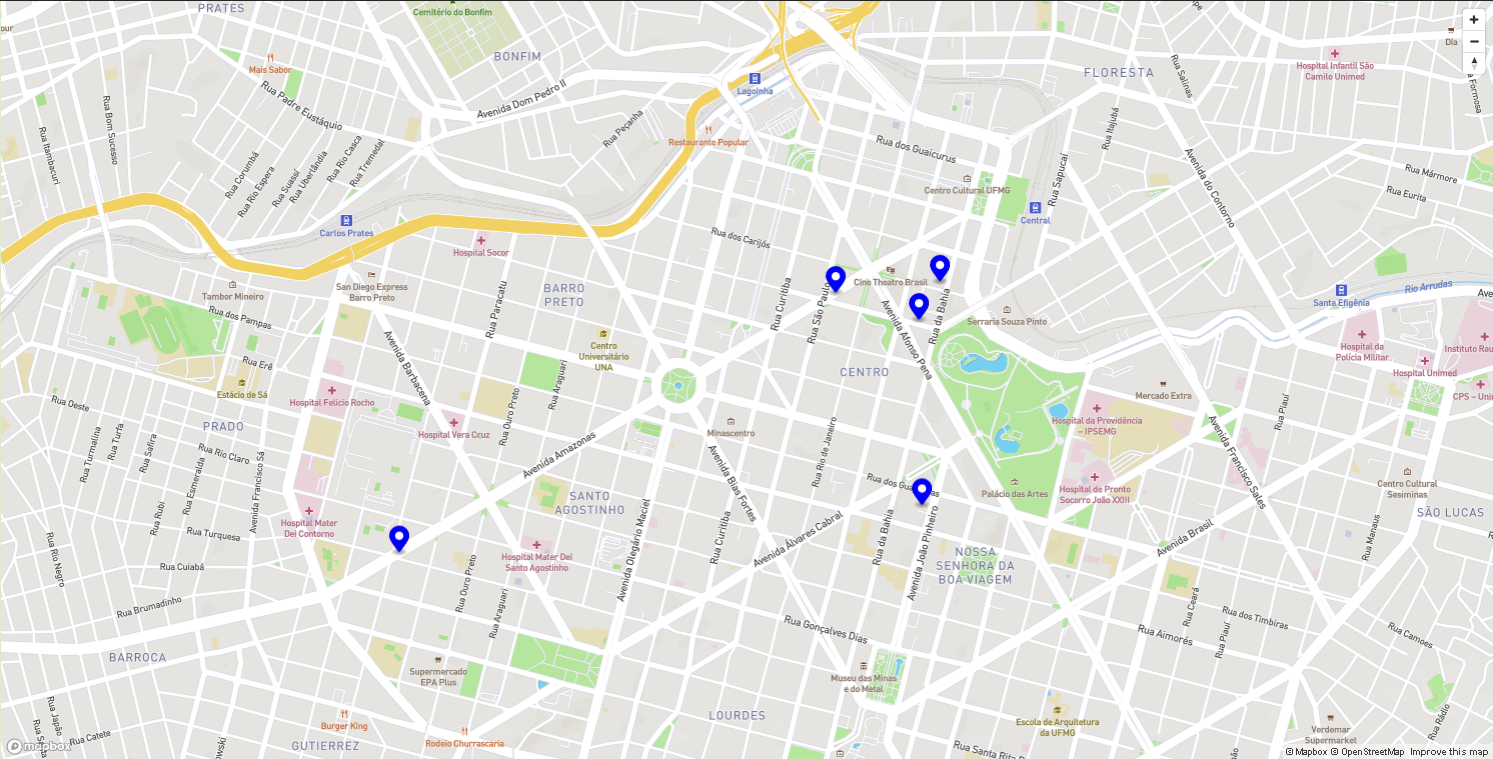 PRATES
Cemitério do Bonfim
BONFIM
Mais Sabor
Lagoinha
Avenida Dom Pedro II
FLORESTA
Rua Salinas
Hospital Infantil São
Camilo Unimed
Dia
Rua Formosa
Rua Padre Eustáquio
Rua Bom Sucesso
Rua Itambacuri
Rua Peçanha
Restaurante Popular
Rua dos Guaicurus
Rua Itajubá
Rua Corumbá
Rua Rio Espera
Rua Suassí
Rua Uberlândia
Rua Rio Casca
Rua Tremedal
Centro Cultural UFMG
Rua Sapucaí
Avenida do Contorno
Rua Mármore
Rua Eurita
Central
Carlos Prates
Hospital Socor
Rua dos Carijós
Tambor Mineiro
San Diego Express
Barro Preto
BARRO
PRETO
Rua Paracatu
Rua Curitiba
Rua São Paulo
Cine Theatro Brasil
Rua da Bahia
Serraria Souza Pinto
Santa Efigênia
Rio Arrudas
Ave
Rua dos Pampas
Rua Erê
Avenida Barbacena
Centro
Universitário
UNA
Avenida Afonso Pena
CENTRO
Hospital da
Polícia Militar
Instituto Rau
Hospital Unimed
CPS – Unir
Estácio de Sá
Hospital Felício Rocho
Rua Araguari
Rua Ouro Preto
Mercado Extra
Rua Piauí
Rua Oeste
PRADO
Hospital Vera Cruz
Minascentro
Hospital da Previdência
– IPSEMG
Rua Turmalina
Rua Turfa
Rua Safira
Rua Rio Claro
Rua Esmeralda
Rua Rubi
Avenida Francisco Sá
Avenida Amazonas
Avenida Bias Fortes
Rua Rio de Janeiro
Avenida Francisco Sales
SANTO
AGOSTINHO
Palácio das Artes
Hospital de Pronto
Socorro João XXIII
Centro Cultural
Sesiminas
SÃO LUCAS
Hospital Mater
Dei Contorno
Rua Turquesa
Rua Rio Negro
Rua Cuiabá
Hospital Mater Dei
Santo Agostinho
Avenida Olegário Maciel
Rua Curitiba
Avenida Álvares Cabral
Rua da Bahia
Avenida João Pinheiro
NOSSA
SENHORA DA
BOA VIAGEM
Avenida Brasil
Rua Manaus
Rua Brumadinho
Rua Ouro Preto
Rua Araguari
Rua Gonçalves Dias
Rua Ceará
Rua dos Timbiras
Rua Aimorés
Rua Piauí
Rua Camoes
BARROCA
Supermercado
EPA Plus
Museu das Minas
e do Metal
Burger King
Rodeio Churrascaria
LOURDES
Escola de Arquitetura
da UFMG
Verdemar
Supermarket
Rua Rádio
Rua Japão
Rua Catete
GUTIERREZ
mapbox
© Mapbox © OpenStreetMap Improve this map